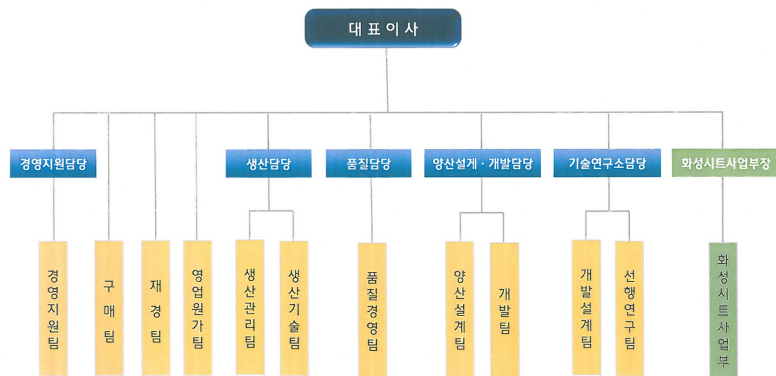 대표이사
경영지원담당
생산담당
품질담당
양산설계 · 개발담당
기술연구소담당
화성시트사업부장
경영지원팀
구매팀
재경팀
영업원가팀
생산관리팀
생산기술팀
품질경영팀
양산설계팀
개발팀
개발설계팀
선행연구팀
화성시트사업부